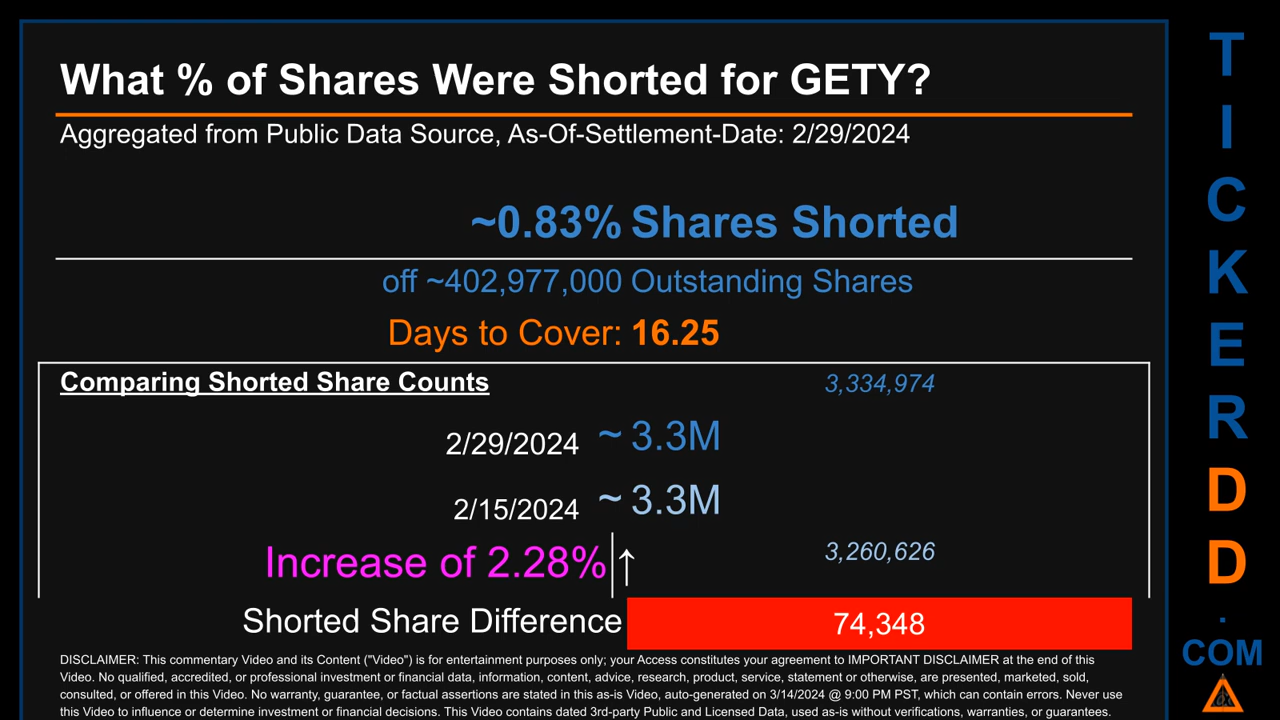 What % of Shares Were Shorted for GETY?
Aggregated from Public Data Source, As-Of-Settlement-Date: 2/29/2024
~0.83% Shares Shorted
off ~402,977,000 Outstanding Shares
Days to Cover: 16.25
Comparing Shorted Share Counts 3,334,974
2/29/2024 ~ 3.3M
2/15/2024 ~ 3.3M
Increase of 2.28% ↑ 3,260,626
Shorted Share Difference 74,348
DISCLAIMER: This commentary Video and its Content ("Video") is for entertainment purposes only; your Access constitutes your agreement to IMPORTANT DISCLAIMER at the end of this
Video. No qualified, accredited, or professional investment or financial data, information, content, advice, research, product, service, statement or otherwise, are presented, marketed, sold,
consulted, or offered in this Video. No warranty, guarantee, or factual assertions are stated in this as-is Video, auto-generated on 3/14/2024 @ 9:00 PM PST, which can contain errors. Never use
this Video to influence or determine investment or financial decisions. This Video contains dated 3rd-party Public and Licensed Data, used as-is without verifications, warranties, or guarantees.
T
I
C
K
E
R
D
D
.
COM